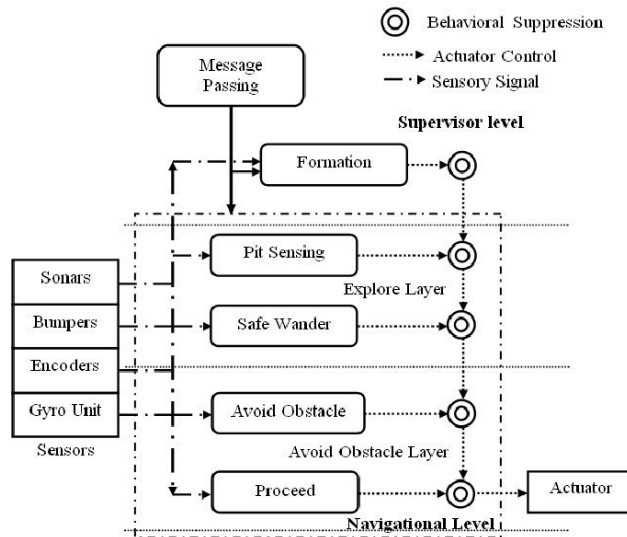 Behavioral Suppression
Actuator Control
Sensory Signal
Message
Passing
Supervisor level
Formation
Pit Sensing
Explore Layer
Safe Wander
Sonars
Bumpers
Encoders
Gyro Unit
Sensors
Avoid Obstacle
Avoid Obstacle Layer
Proceed
Actuator
Navigational Level